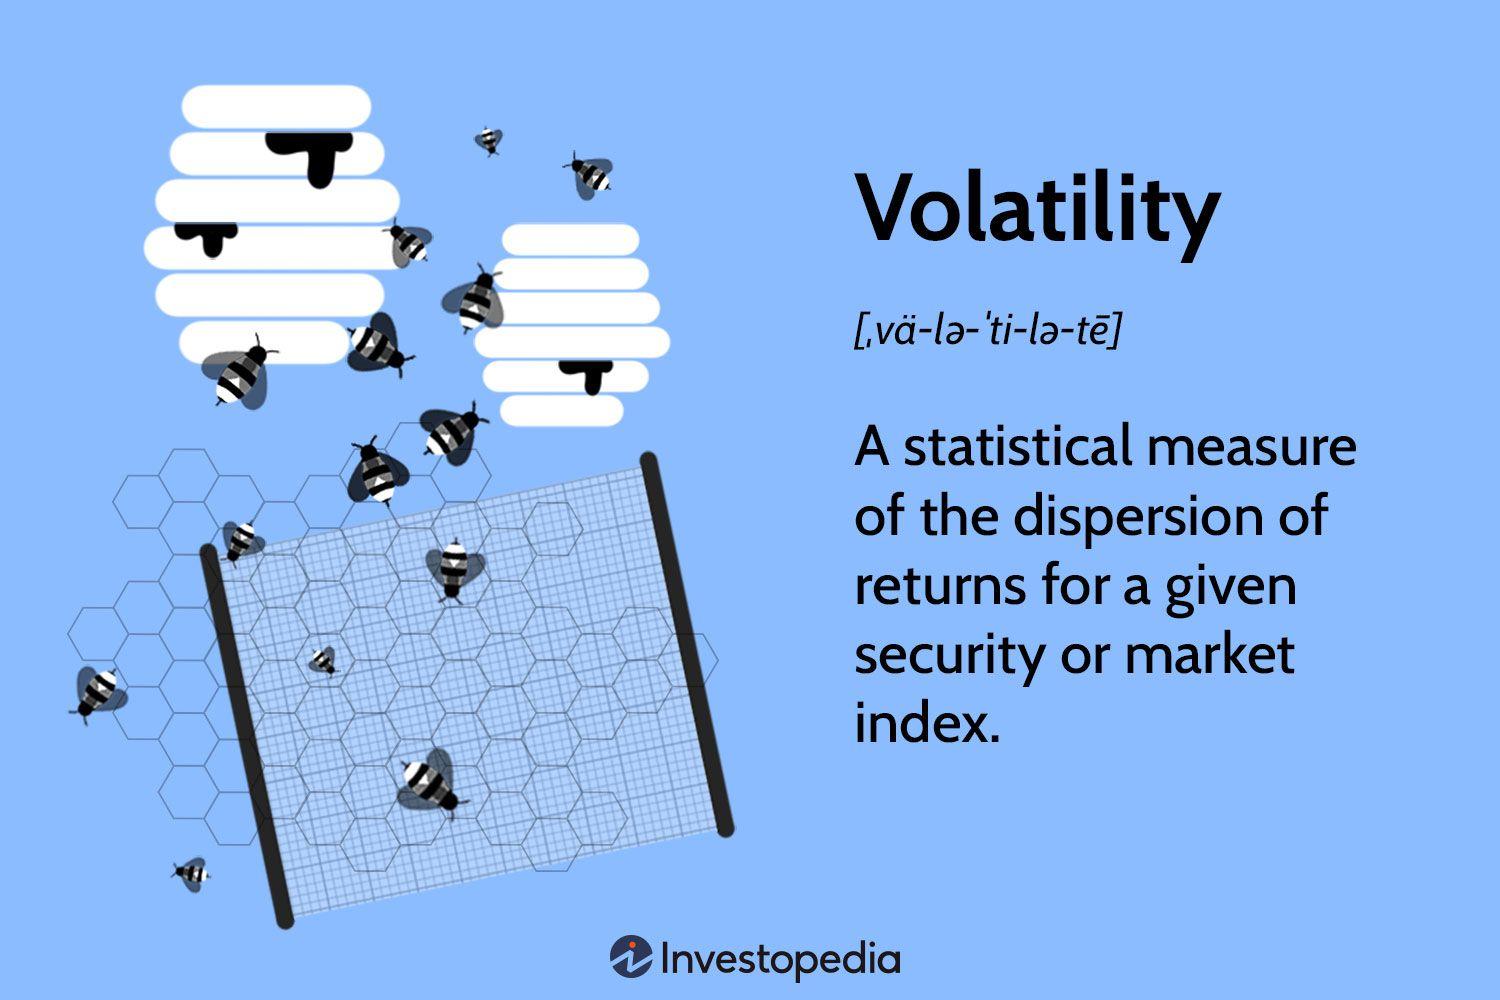 Volatility
[ˌvä-lə-ˈti-lə-tē]
A statistical measure
of the dispersion of
returns for a given
security or market
index.
Investopedia